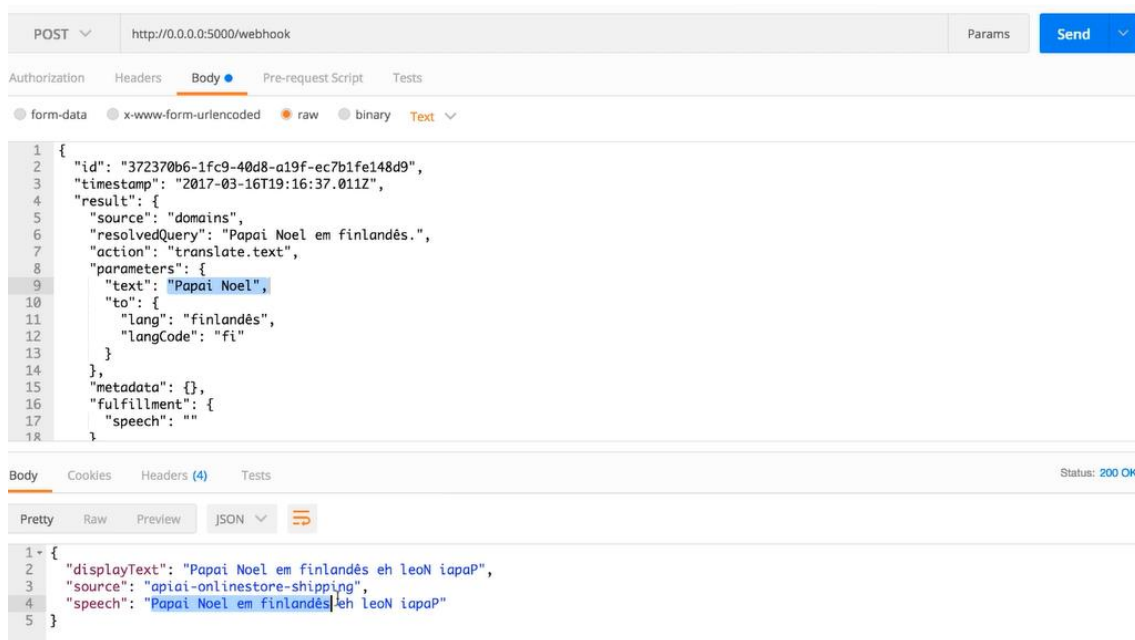 POST http://0.0.0.0:5000/webhook Params Send
Authorization Headers Body Pre-request Script Tests
form-data x-www-form-urlencoded raw binary Text
1 {
2 "id": "372370b6-1fc9-40d8-a19f-ec7b1fe148d9",
3 "timestamp": "2017-03-16T19:16:37.011Z",
4 "result": {
5 "source": "domains",
6 "resolvedQuery": "Papai Noel em finlandês.",
7 "action": "translate.text",
8 "parameters": {
9 "text": "Papai Noel",
10 "to": {
11 "lang": "finlandês",
12 "langCode": "fi"
13 }
14 },
15 "metadata": {},
16 "fulfillment": {
17 "speech": ""
18 }
Body Cookies Headers (4) Tests Status: 200 OK
Pretty Raw Preview JSON
1 {
2 "displayText": "Papai Noel em finlandês eh leoN iapaP",
3 "source": "apiai-onlinestore-shipping",
4 "speech": "Papai Noel em finlandês eh leoN iapaP"
5 }